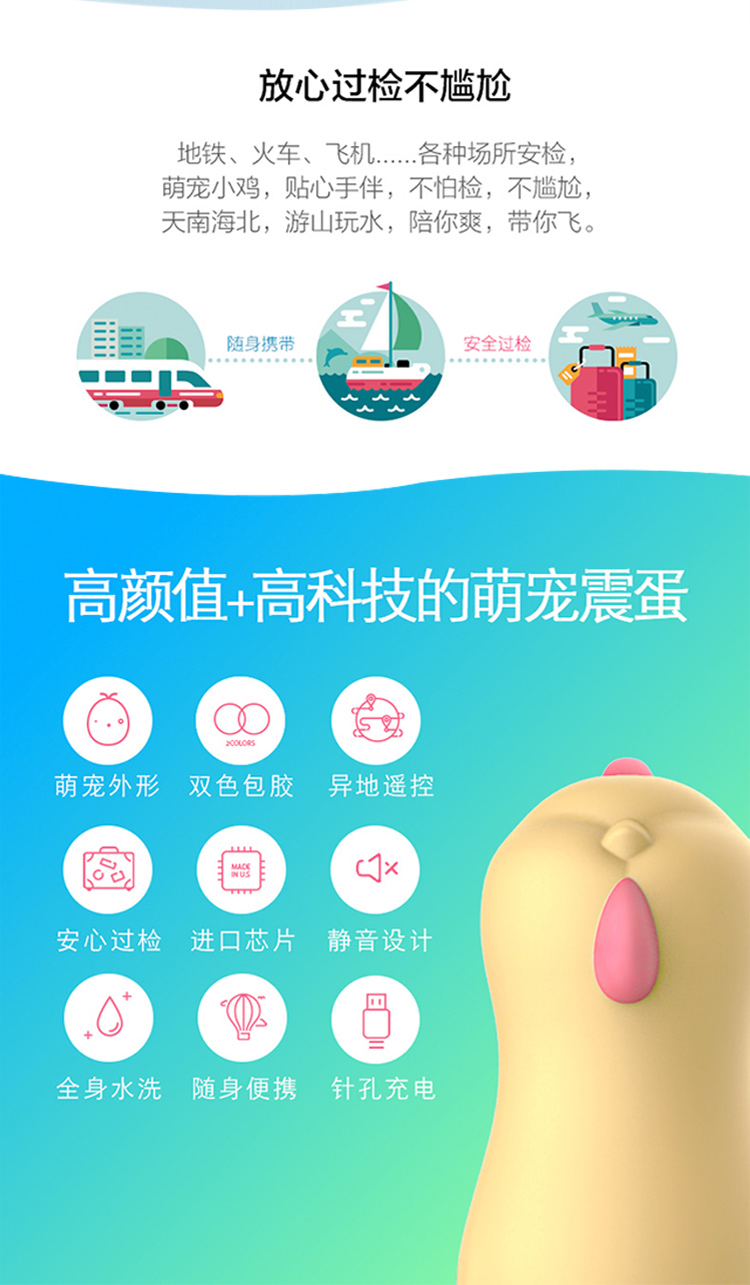 放心过检不尴尬
地铁、火车、飞机......各种场所安检，
萌宠小鸡，贴心手伴，不怕检，不尴尬，
天南海北，游山玩水，陪你爽，带你飞。
随身携带
安全过检
高颜值+高科技的萌宠震蛋
2COLORS
萌宠外形
双色包胶
异地遥控
MADE
IN U.S
安心过检
进口芯片
静音设计
全身水洗
随身便携
针孔充电